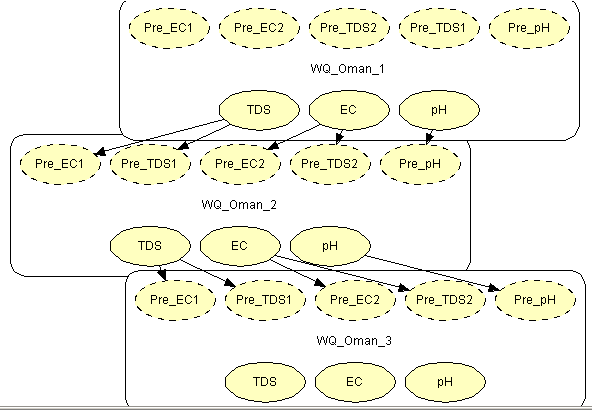 Pre_EC1 Pre_EC2 Pre_TDS2 Pre_TDS1 Pre_pH
WQ_Oman_1
TDS EC pH
Pre_EC1 Pre_TDS1 Pre_EC2 Pre_TDS2 Pre_pH
WQ_Oman_2
TDS EC pH
Pre_EC1 Pre_TDS1 Pre_EC2 Pre_TDS2 Pre_pH
WQ_Oman_3
TDS EC pH